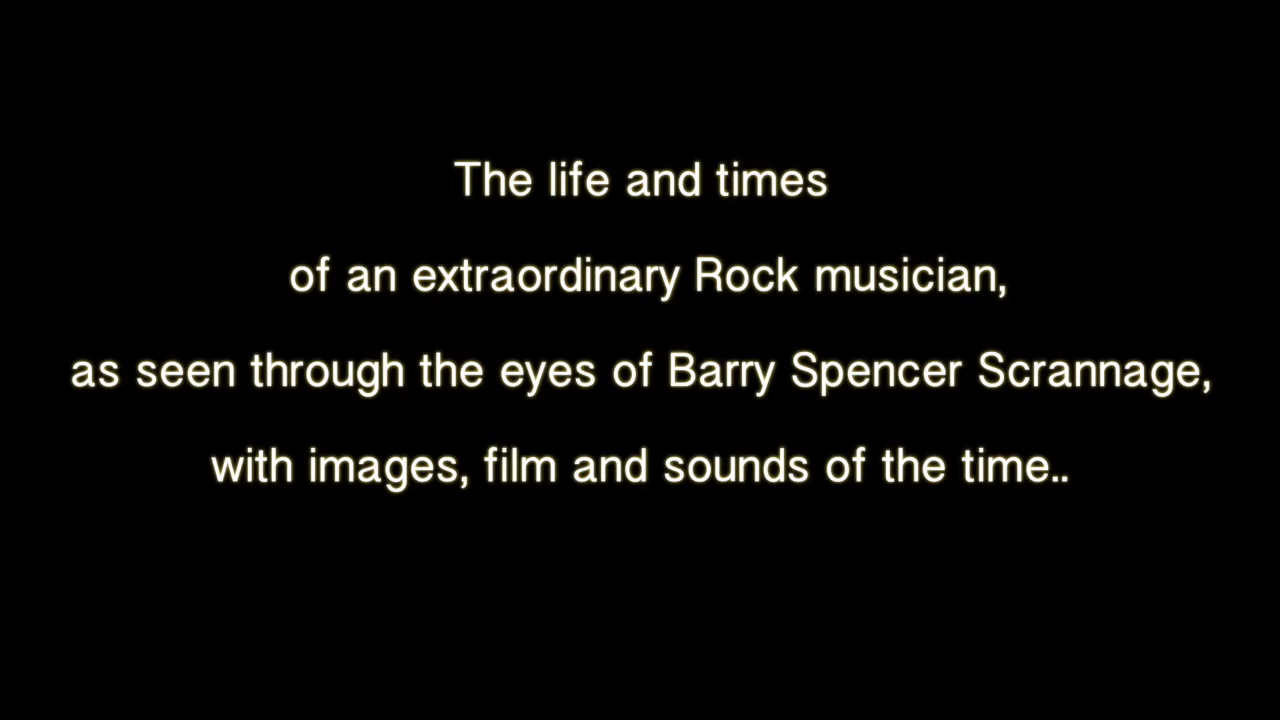 The life and times
of an extraordinary Rock musician,
as seen through the eyes of Barry Spencer Scrannage,
with images, film and sounds of the time..